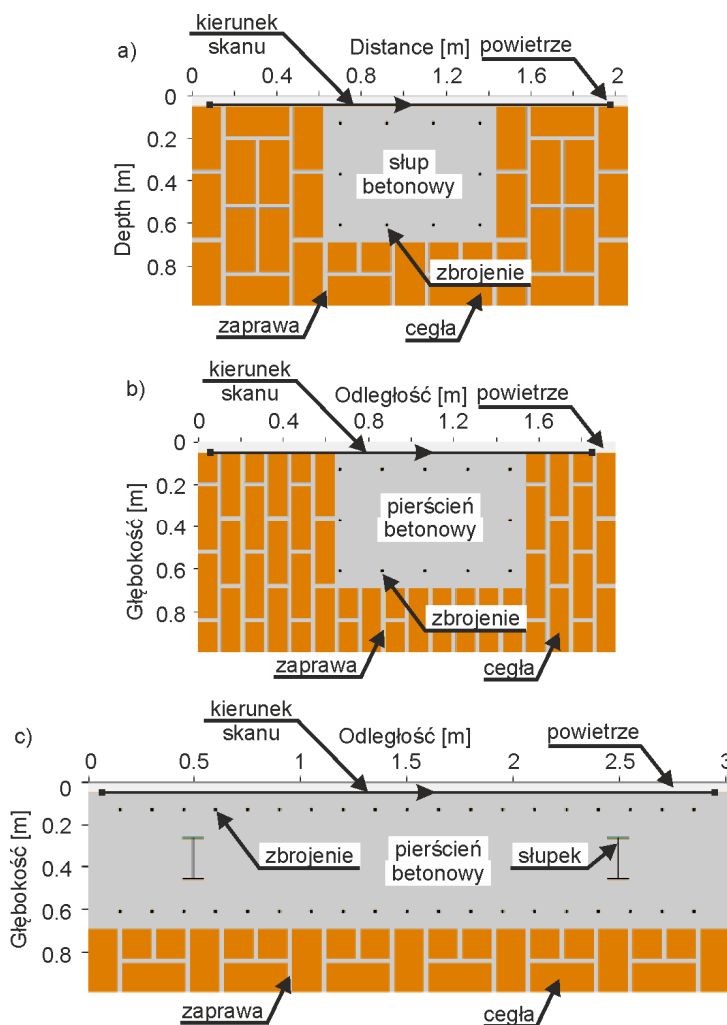 kierunek
skanu
Distance [m]
powietrze
a)
0 0.4 0.8 1.2 1.6 2
0
0.2
0.4
0.6
0.8
Depth [m]
słup
betonowy
zbrojenie
zaprawa
cegła
kierunek
skanu
Odległość [m]
powietrze
b)
0 0.4 0.8 1.2 1.6
0
0.2
0.4
0.6
0.8
Głębokość [m]
pierścień
betonowy
zbrojenie
zaprawa
cegła
kierunek
skanu
Odległość [m]
powietrze
c)
0 0.5 1 1.5 2 2.5 3
0
0.2
0.4
0.6
0.8
Głębokość [m]
zbrojenie
pierścień
betonowy
słupek
zaprawa
cegła